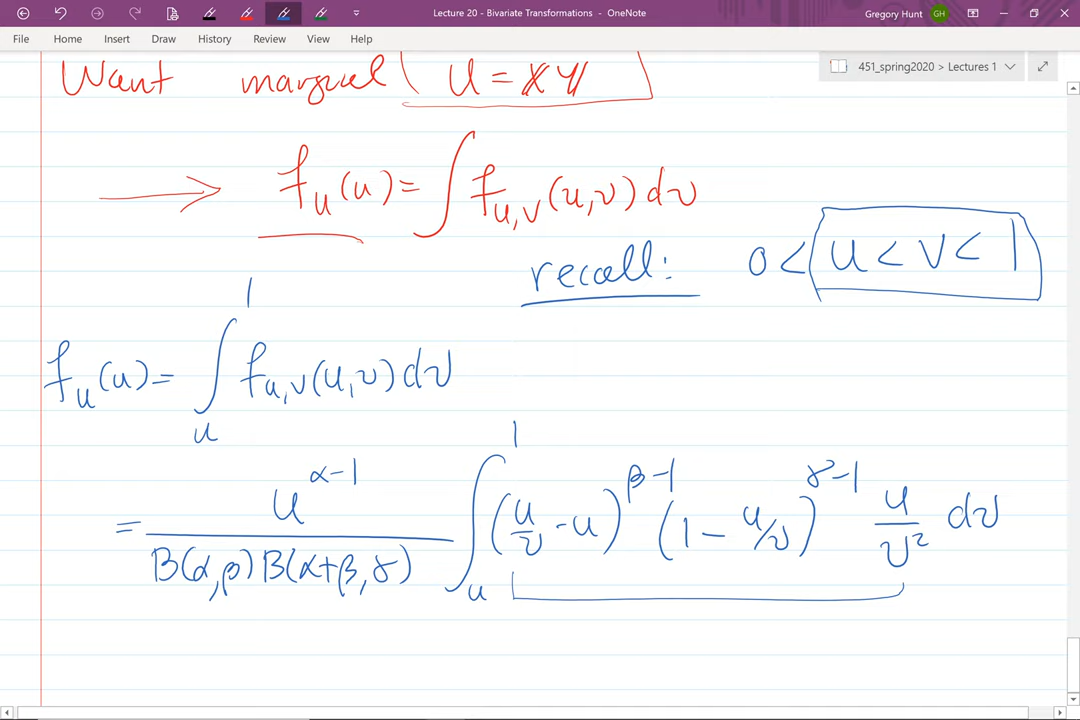 Lecture 20 - Bivariate Transformations - OneNote
Gregory Hunt GH
File Home Insert Draw History Review View Help
451_spring2020 > Lectures 1
Want marginal U = XY
→ f_U(u) = ∫ f_{U,V}(u,v) dv
recall: 0 < u < v < 1
f_U(u) = ∫_u^1 f_{U,V}(u,v) dv
= u^{α-1} / B(α,β) B(α+β,γ) ∫_u^1 (u/v - u)^{β-1} (1 - u/v)^{γ-1} u/v² dv